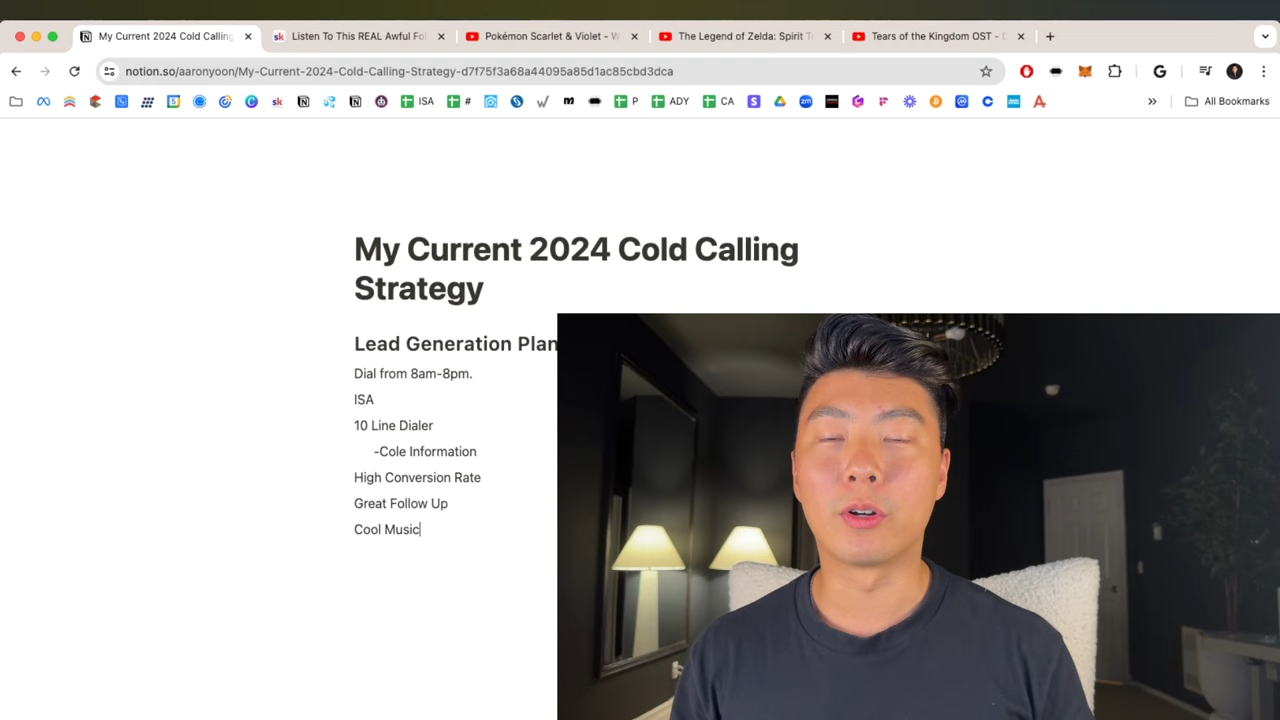 My Current 2024 Cold Calling
Listen To This REAL Awful Fol
Pokémon Scarlet & Violet - W
The Legend of Zelda: Spirit T
Tears of the Kingdom OST -
notion.so/aaronyoon/My-Current-2024-Cold-Calling-Strategy-d7f75f3a68a44095a85d1ac85cbd3dca
sk ISA # P ADY CA S zm All Bookmarks
My Current 2024 Cold Calling
Strategy
Lead Generation Plan
Dial from 8am-8pm.
ISA
10 Line Dialer
-Cole Information
High Conversion Rate
Great Follow Up
Cool Music